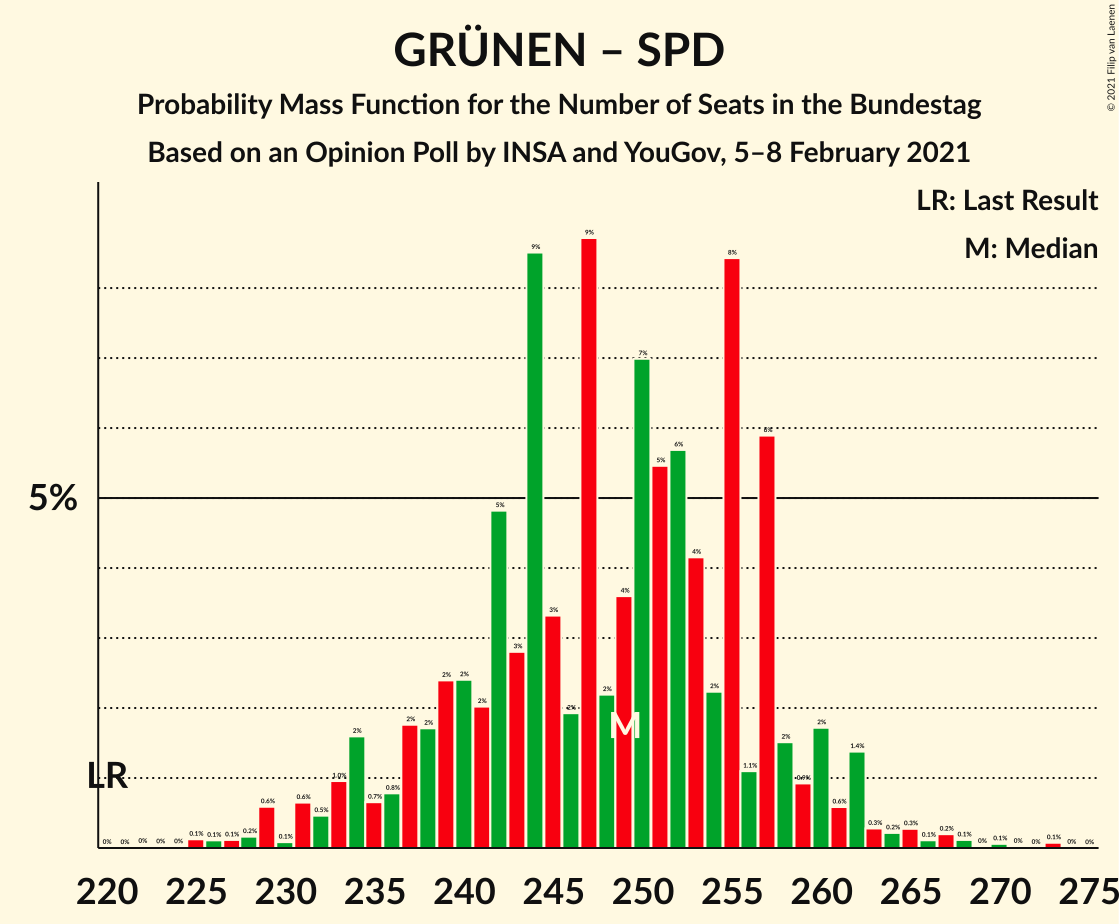 GRÜNEN – SPD
Probability Mass Function for the Number of Seats in the Bundestag
Based on an Opinion Poll by INSA and YouGov, 5–8 February 2021
© 2021 Filip van Laenen
LR: Last Result
M: Median
5%
LR
M
0% 0% 0% 0% 0% 0.1% 0.1% 0.1% 0.2% 0.6% 0.1% 0.6% 0.5% 1.0% 2% 0.7% 0.8% 2% 2% 2% 2% 2% 5% 3% 9% 3% 2% 9% 2% 4% 7% 5% 6% 4% 2% 8% 1.1% 6% 2% 0.9% 2% 0.6% 1.4% 0.3% 0.2% 0.3% 0.1% 0.2% 0.1% 0% 0.1% 0% 0% 0.1% 0% 0%
220 225 230 235 240 245 250 255 260 265 270 275